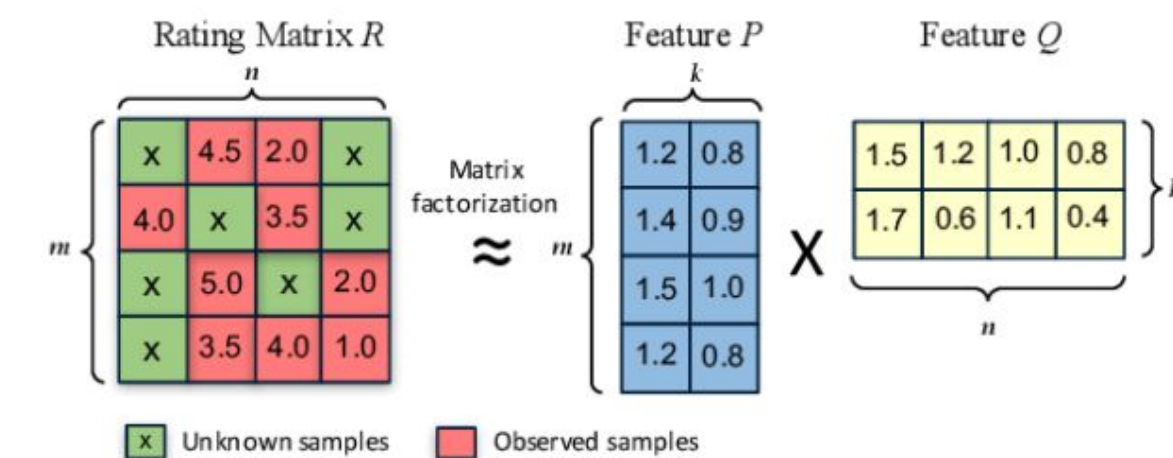 Rating Matrix R
Feature P
Feature Q
n
k
x 4.5 2.0 x
4.0 x 3.5 x
x 5.0 x 2.0
x 3.5 4.0 1.0
m
Matrix
factorization
≈
m
1.2 0.8
1.4 0.9
1.5 1.0
1.2 0.8
X
1.5 1.2 1.0 0.8
1.7 0.6 1.1 0.4
n
x Unknown samples
Observed samples